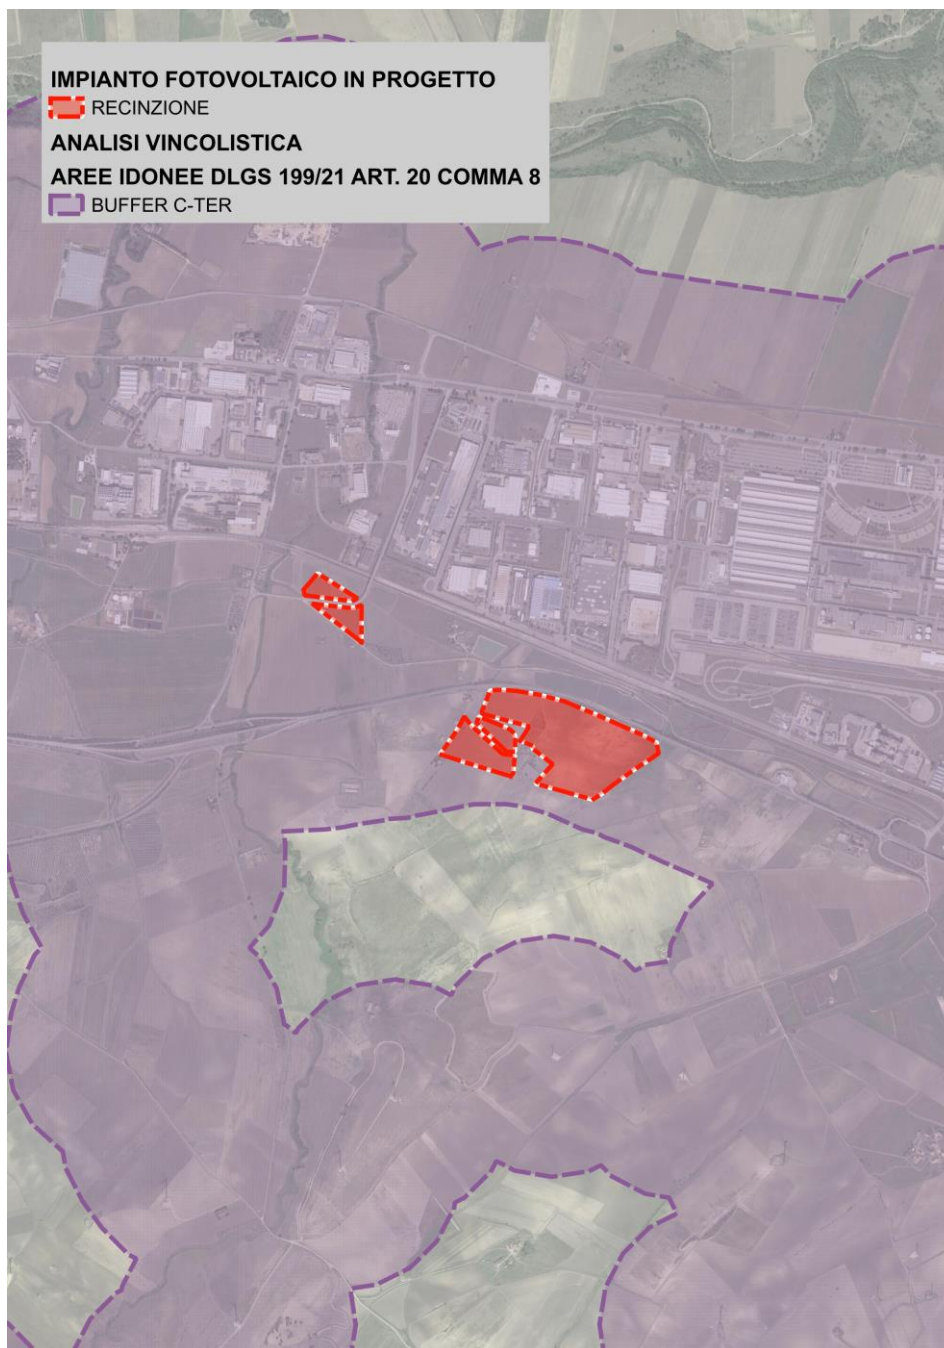 IMPIANTO FOTOVOLTAICO IN PROGETTO
RECINZIONE
ANALISI VINCOLISTICA
AREE IDONEE DLGS 199/21 ART. 20 COMMA 8
BUFFER C-TER